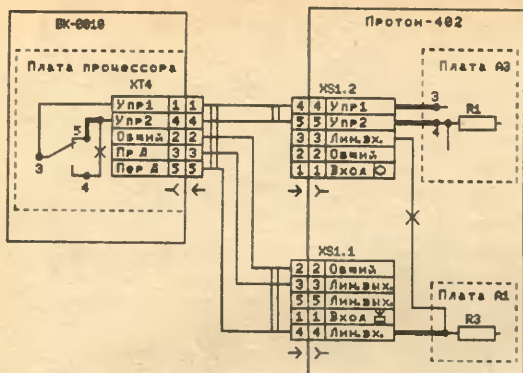 БК-0010
Протон-402
Плата процессора
Плата А3
XT4
XS1.2
Упр1 1 1
Упр2 4 4
Общий 2 2
Пр Д 3 3
Пер Д 5 5
5
3
4
4 4 Упр1
5 5 Упр2
3 3 Лин.вх.
2 2 Общий
1 1 Вход
3
4
R1
XS1.1
2 2 Общий
3 3 Лин.вых.
5 5 Лин.вых.
1 1 Вход
4 4 Лин.вх.
Плата А1
R3